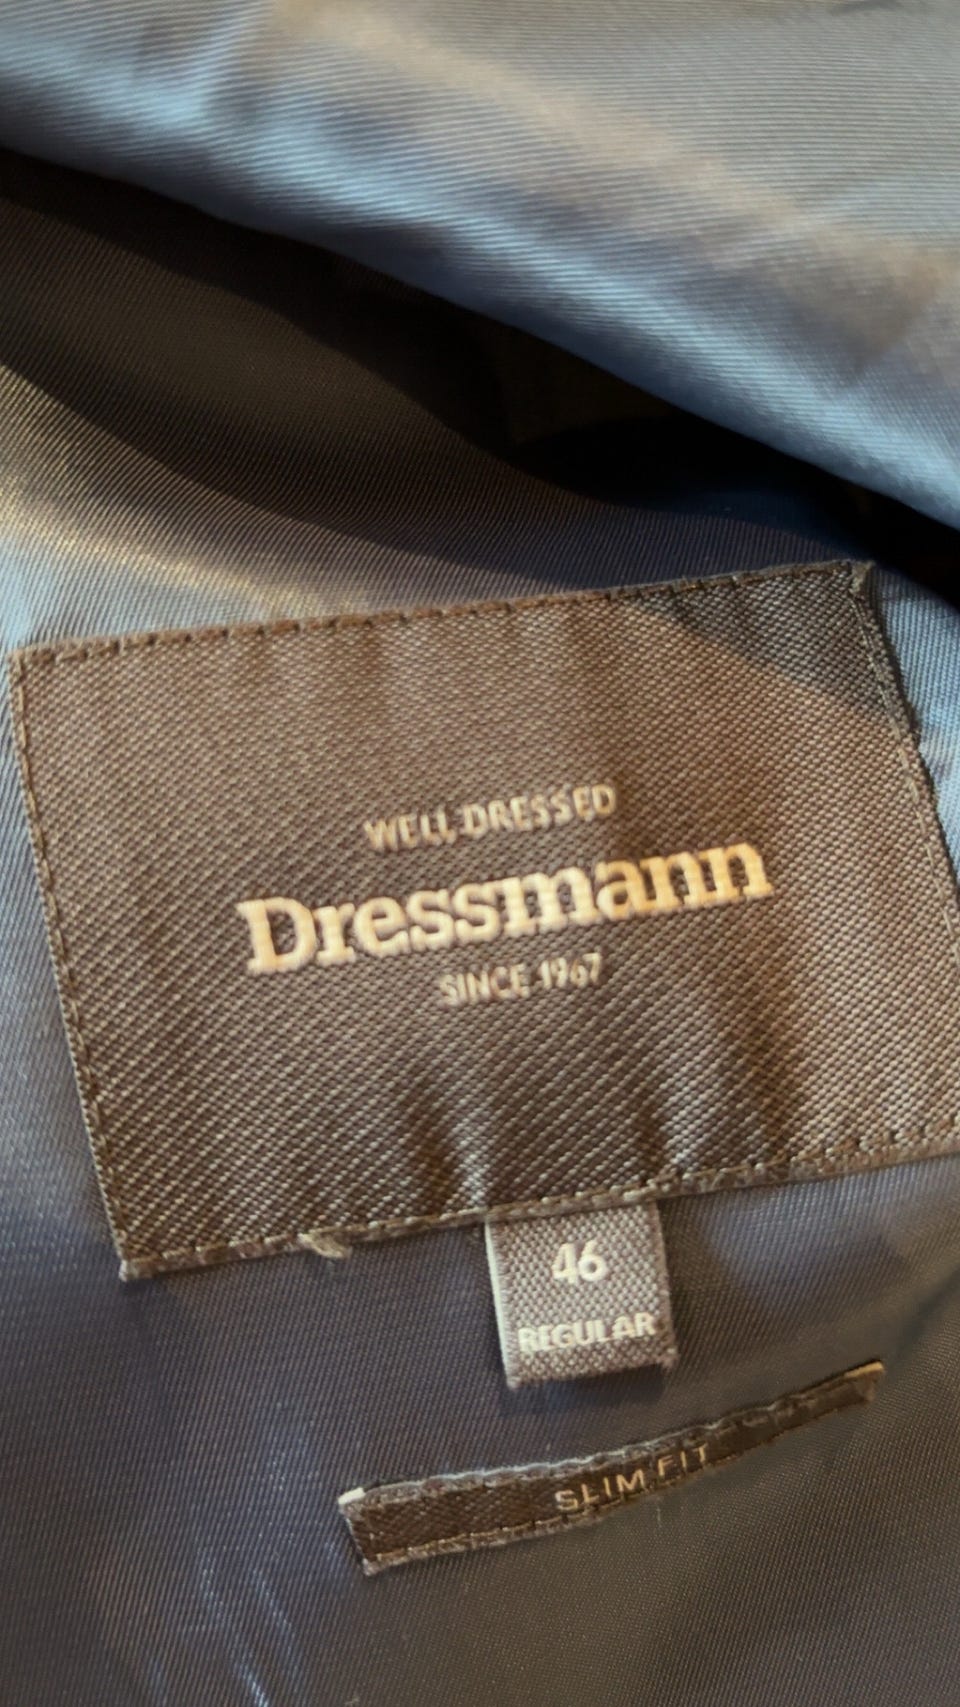 WELL DRESSED
Dressmann
SINCE 1967
46
REGULAR
SLIM FIT